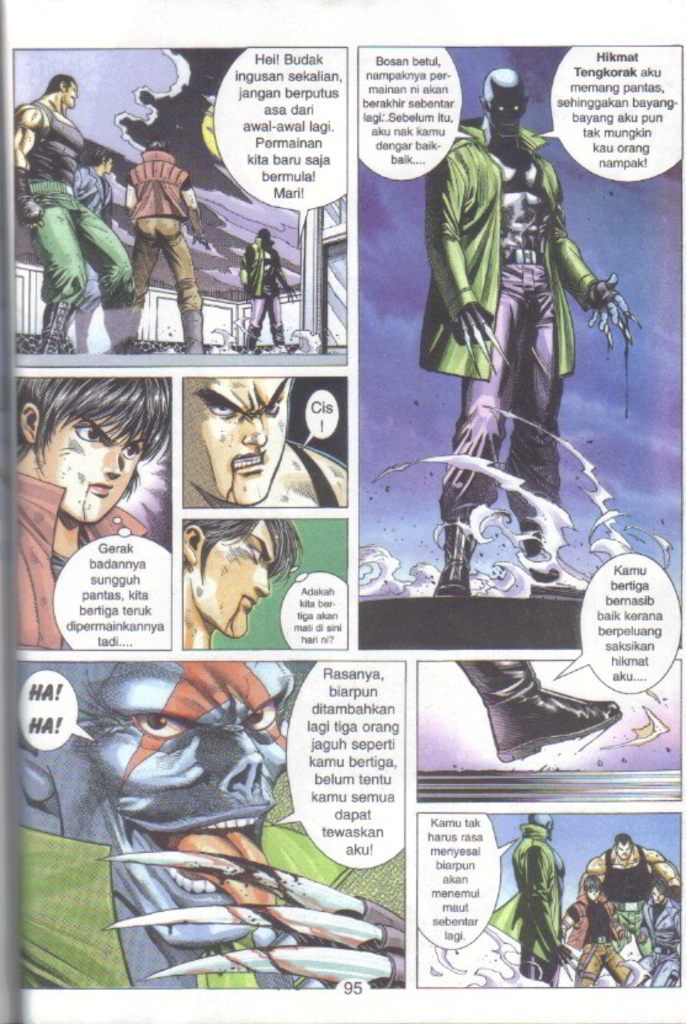 Hei! Budak
ingusan sekalian,
jangan berputus
asa dari
awal-awal lagi.
Permainan
kita baru saja
bermula!
Mari!
Bosan betul,
nampaknya per-
mainan ni akan
berakhir sebentar
lagi... Sebelum itu,
aku nak kamu
dengar baik-
baik....
Hikmat
Tengkorak aku
memang pantas,
sehinggakan bayang-
bayang aku pun
tak mungkin
kau orang
nampak!
Gerak
badannya
sungguh
pantas, kita
bertiga teruk
dipermainkannya
tadi....
Cis
!
Adakah
kita ber-
tiga akan
mati di sini
hari ni?
Kamu
bertiga
bernasib
baik kerana
berpeluang
saksikan
hikmat
aku....
HA!
HA!
Rasanya,
biarpun
ditambahkan
lagi tiga orang
jaguh seperti
kamu bertiga,
belum tentu
kamu semua
dapat
tewaskan
aku!
Kamu tak
harus rasa
menyesal
biarpun
akan
menemui
maut
sebentar
lagi.
95